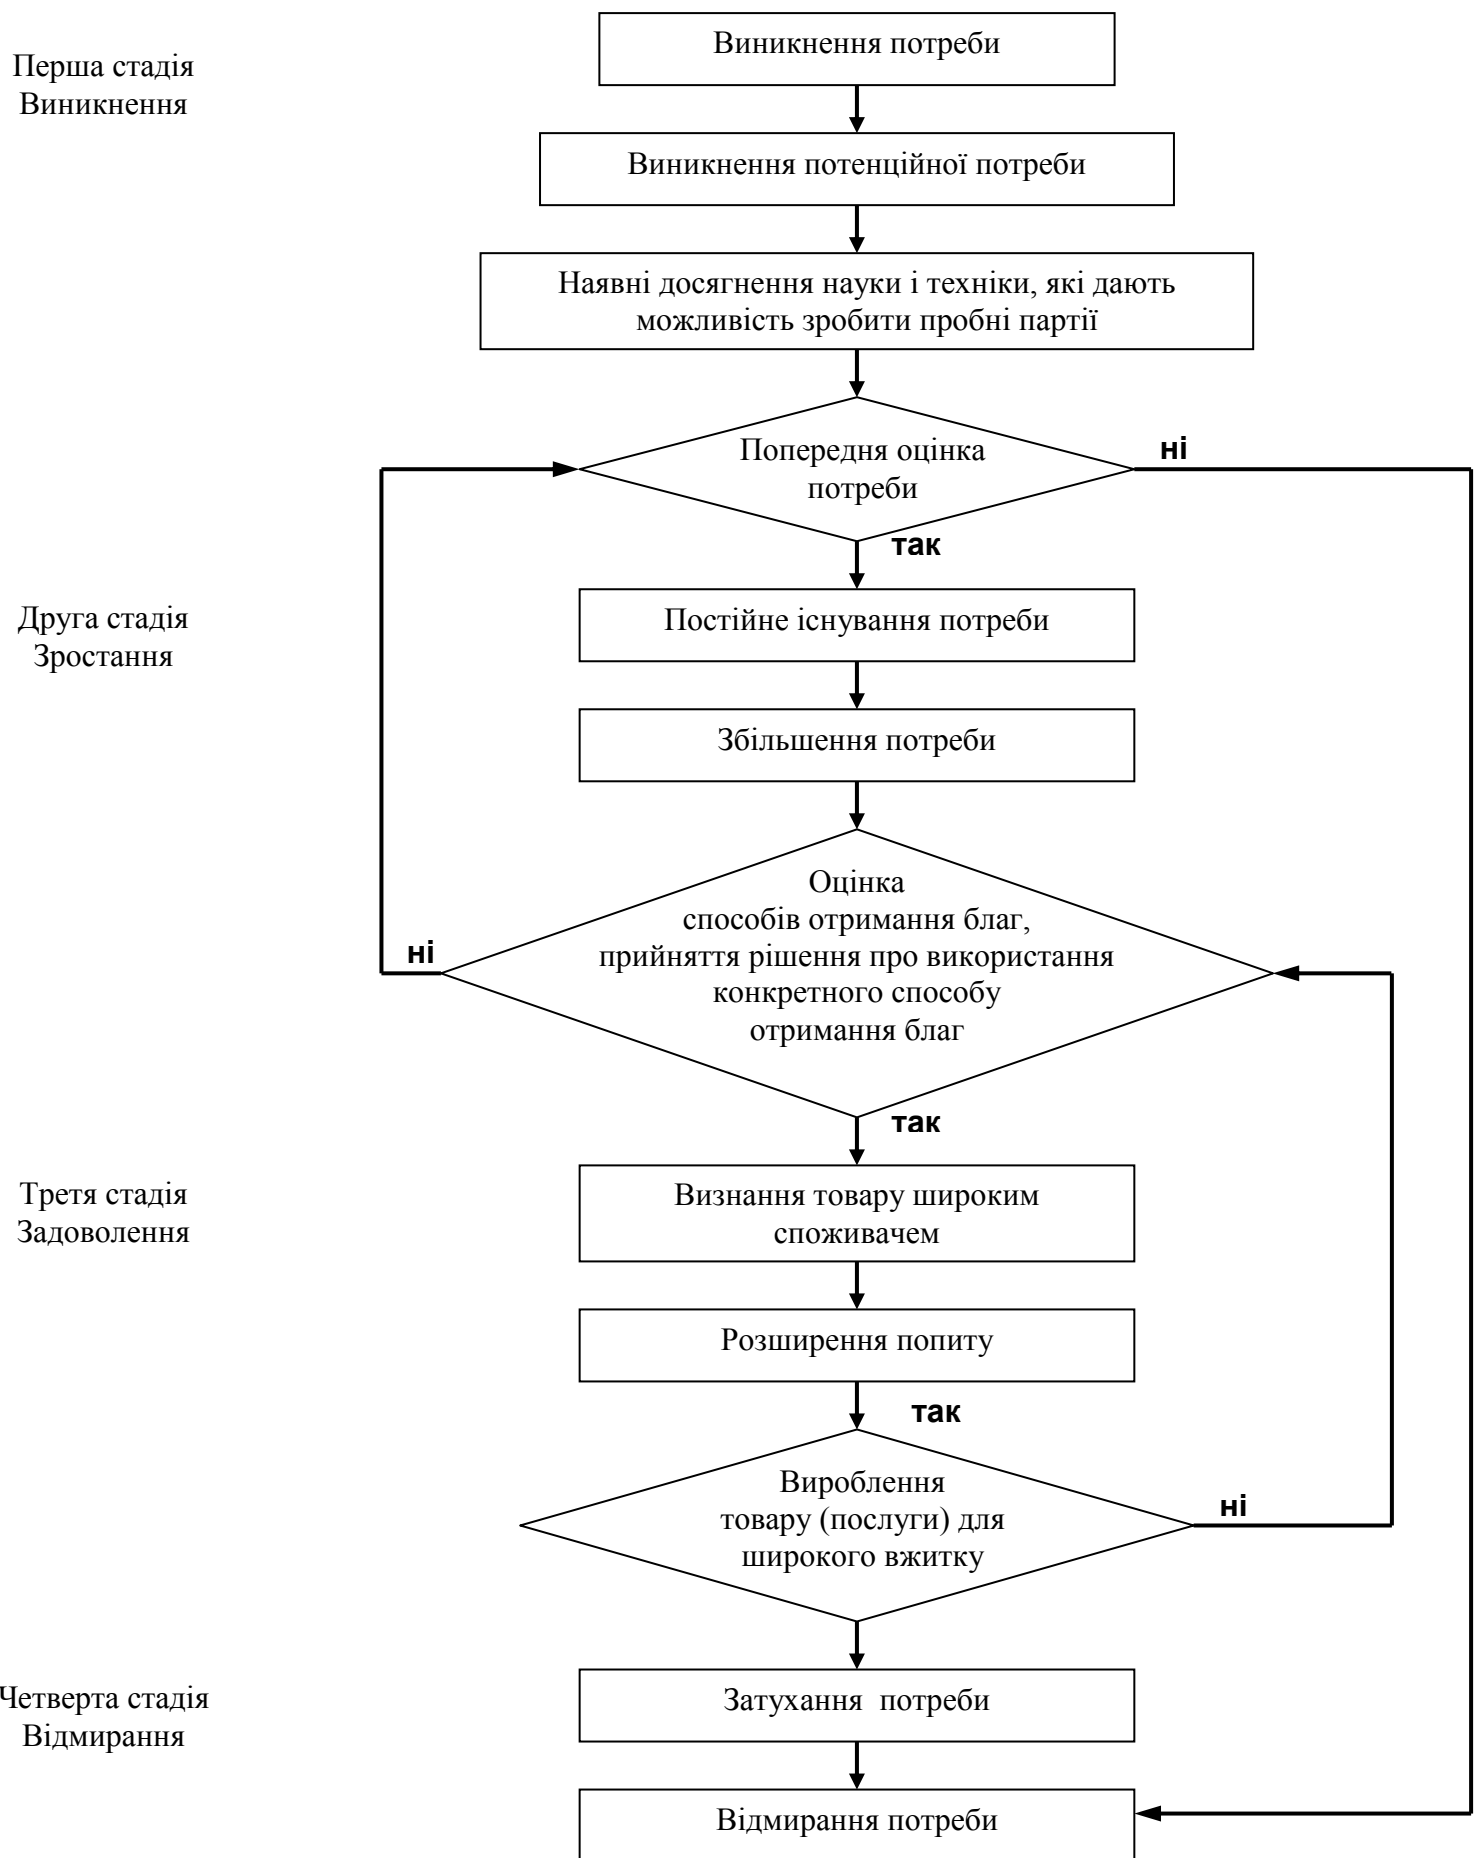 Виникнення потреби
Перша стадія
Виникнення
Виникнення потенційної потреби
Наявні досягнення науки і техніки, які дають
можливість зробити пробні партії
Попередня оцінка
потреби
ні
так
Друга стадія
Зростання
Постійне існування потреби
Збільшення потреби
Оцінка
способів отримання благ,
прийняття рішення про використання
конкретного способу
отримання благ
ні
так
Третя стадія
Задоволення
Визнання товару широким
споживачем
Розширення попиту
так
Вироблення
товару (послуги) для
широкого вжитку
ні
Четверта стадія
Відмирання
Затухання потреби
Відмирання потреби